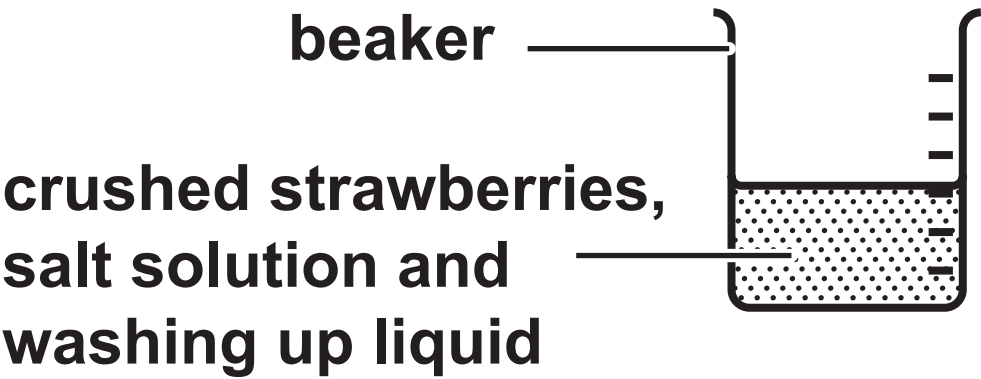 beaker
crushed strawberries,
salt solution and
washing up liquid